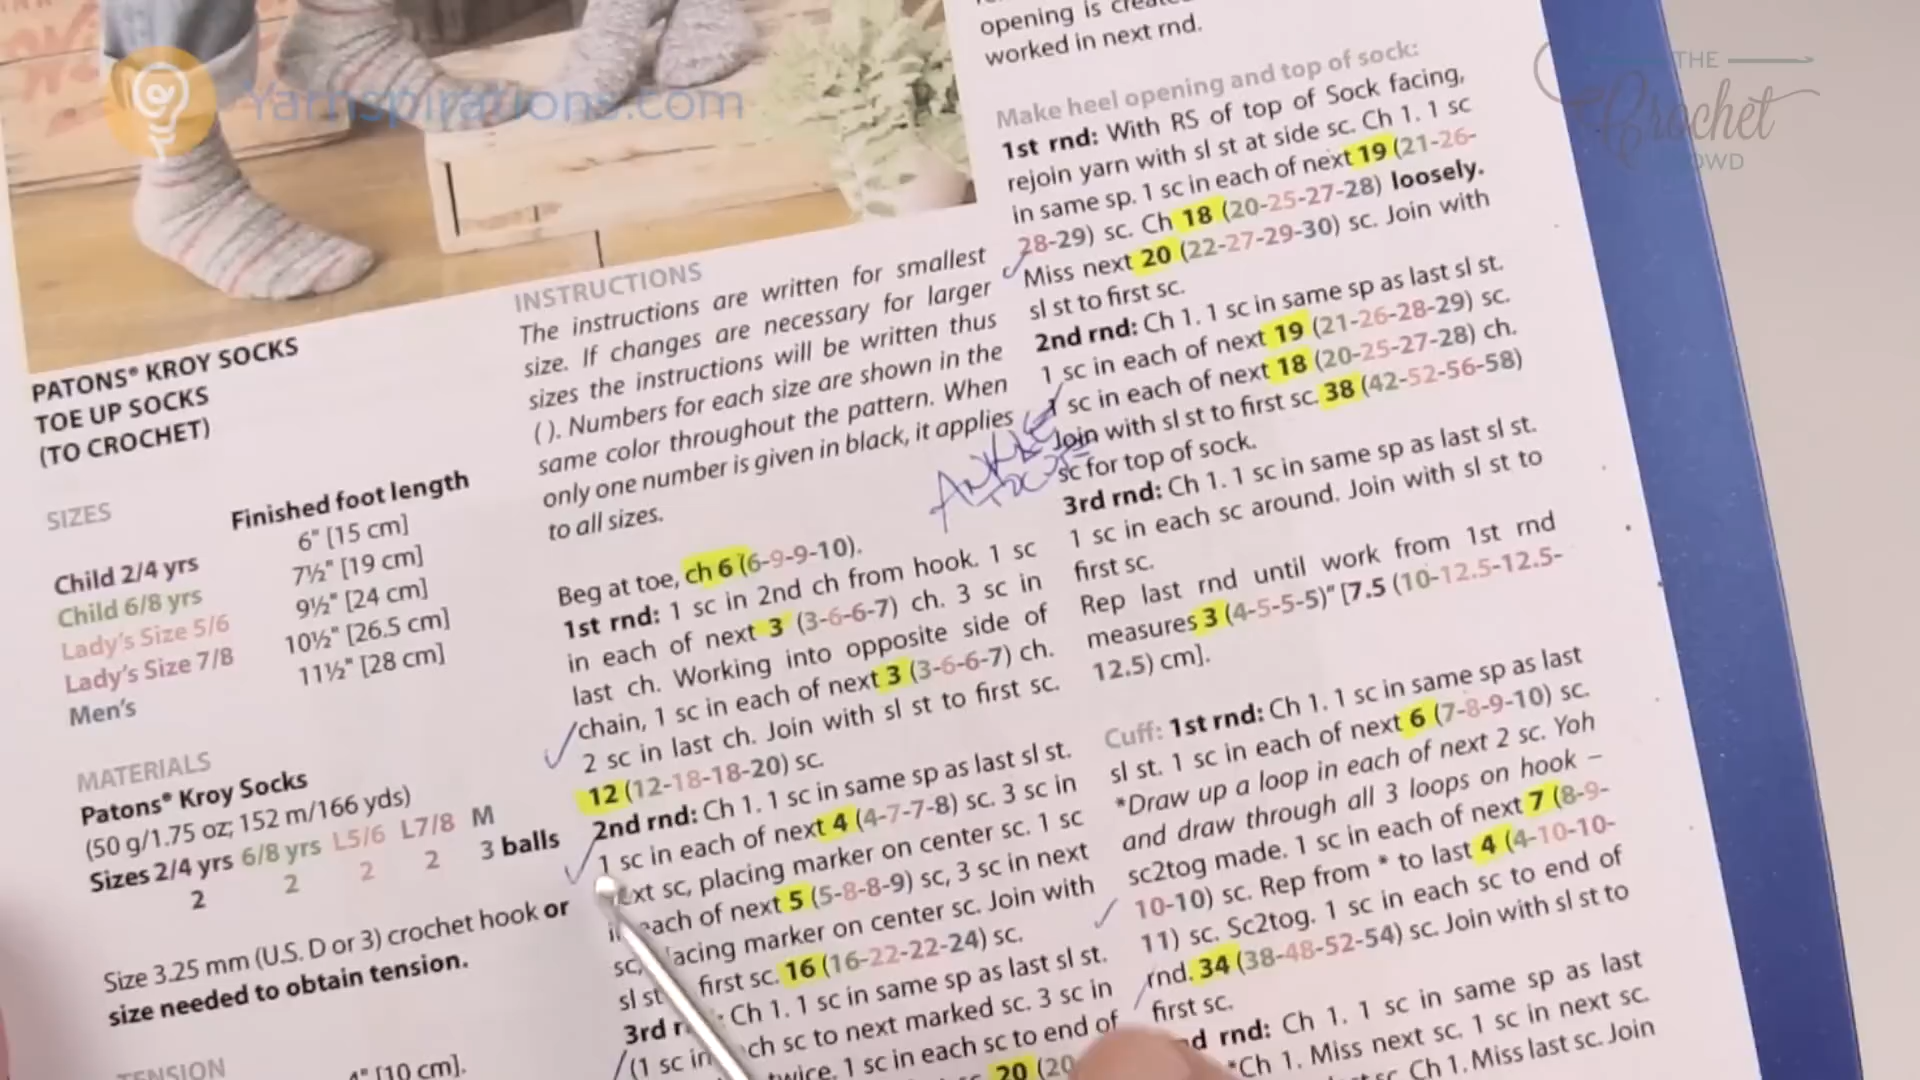 Yarnspirations.com
THE
Crochet
PATONS® KROY SOCKS
TOE UP SOCKS
(TO CROCHET)
SIZES
Finished foot length
Child 2/4 yrs
6" [15 cm]
Child 6/8 yrs
7½" [19 cm]
Lady's Size 5/6
9½" [24 cm]
Lady's Size 7/8
10½" [26.5 cm]
Men's
11½" [28 cm]
MATERIALS
Patons® Kroy Socks
(50 g/1.75 oz; 152 m/166 yds)
Sizes 2/4 yrs 6/8 yrs L5/6 L7/8 M
2 2 2 2 3 balls
Size 3.25 mm (U.S. D or 3) crochet hook or
size needed to obtain tension.
TENSION
4" [10 cm].
INSTRUCTIONS
The instructions are written for smallest
size. If changes are necessary for larger
sizes the instructions will be written thus
( ). Numbers for each size are shown in the
same color throughout the pattern. When
only one number is given in black, it applies
to all sizes.
Beg at toe, ch 6 (6-9-9-10).
1st rnd: 1 sc in 2nd ch from hook. 1 sc
in each of next 3 (3-6-6-7) ch. 3 sc in
last ch. Working into opposite side of
chain, 1 sc in each of next 3 (3-6-6-7) ch.
2 sc in last ch. Join with sl st to first sc.
12 (12-18-18-20) sc.
2nd rnd: Ch 1. 1 sc in same sp as last sl st.
1 sc in each of next 4 (4-7-7-8) sc. 3 sc in
sc, placing marker on center sc. 1 sc
each of next 5 (5-8-8-9) sc, 3 sc in next
sc, marker on center sc. Join with
sl st first sc. 16 (16-22-22-24) sc.
Ch 1. 1 sc in same sp as last sl st.
(1 sc in sc to next marked sc. 3 sc in
1 sc in each sc to end of
20 (20
opening is
worked in next rnd.
Make heel opening and top of sock:
1st rnd: With RS of top of Sock facing,
rejoin yarn with sl st at side sc. Ch 1. 1 sc
in same sp. 1 sc in each of next 19 (21-26-
28-29) sc. Ch 18 (20-25-27-28) loosely.
Miss next 20 (22-27-29-30) sc. Join with
sl st to first sc.
2nd rnd: Ch 1. 1 sc in same sp as last sl st.
1 sc in each of next 19 (21-26-28-29) sc.
1 sc in each of next 18 (20-25-27-28) ch.
Join with sl st to first sc. 38 (42-52-56-58)
sc for top of sock.
3rd rnd: Ch 1. 1 sc in same sp as last sl st.
1 sc in each sc around. Join with sl st to
first sc.
Rep last rnd until work from 1st rnd
measures 3 (4-5-5-5)" [7.5 (10-12.5-12.5-
12.5) cm].
Cuff: 1st rnd: Ch 1. 1 sc in same sp as last
sl st. 1 sc in each of next 6 (7-8-9-10) sc.
*Draw up a loop in each of next 2 sc. Yoh
and draw through all 3 loops on hook –
sc2tog made. 1 sc in each of next 7 (8-9-
10-10) sc. Rep from * to last 4 (4-10-10-
11) sc. Sc2tog. 1 sc in each sc to end of
rnd. 34 (38-48-52-54) sc. Join with sl st to
first sc.
rnd: Ch 1. 1 sc in same sp as last
*Ch 1. Miss next sc. 1 sc in next sc.
Ch 1. Miss last sc. Join